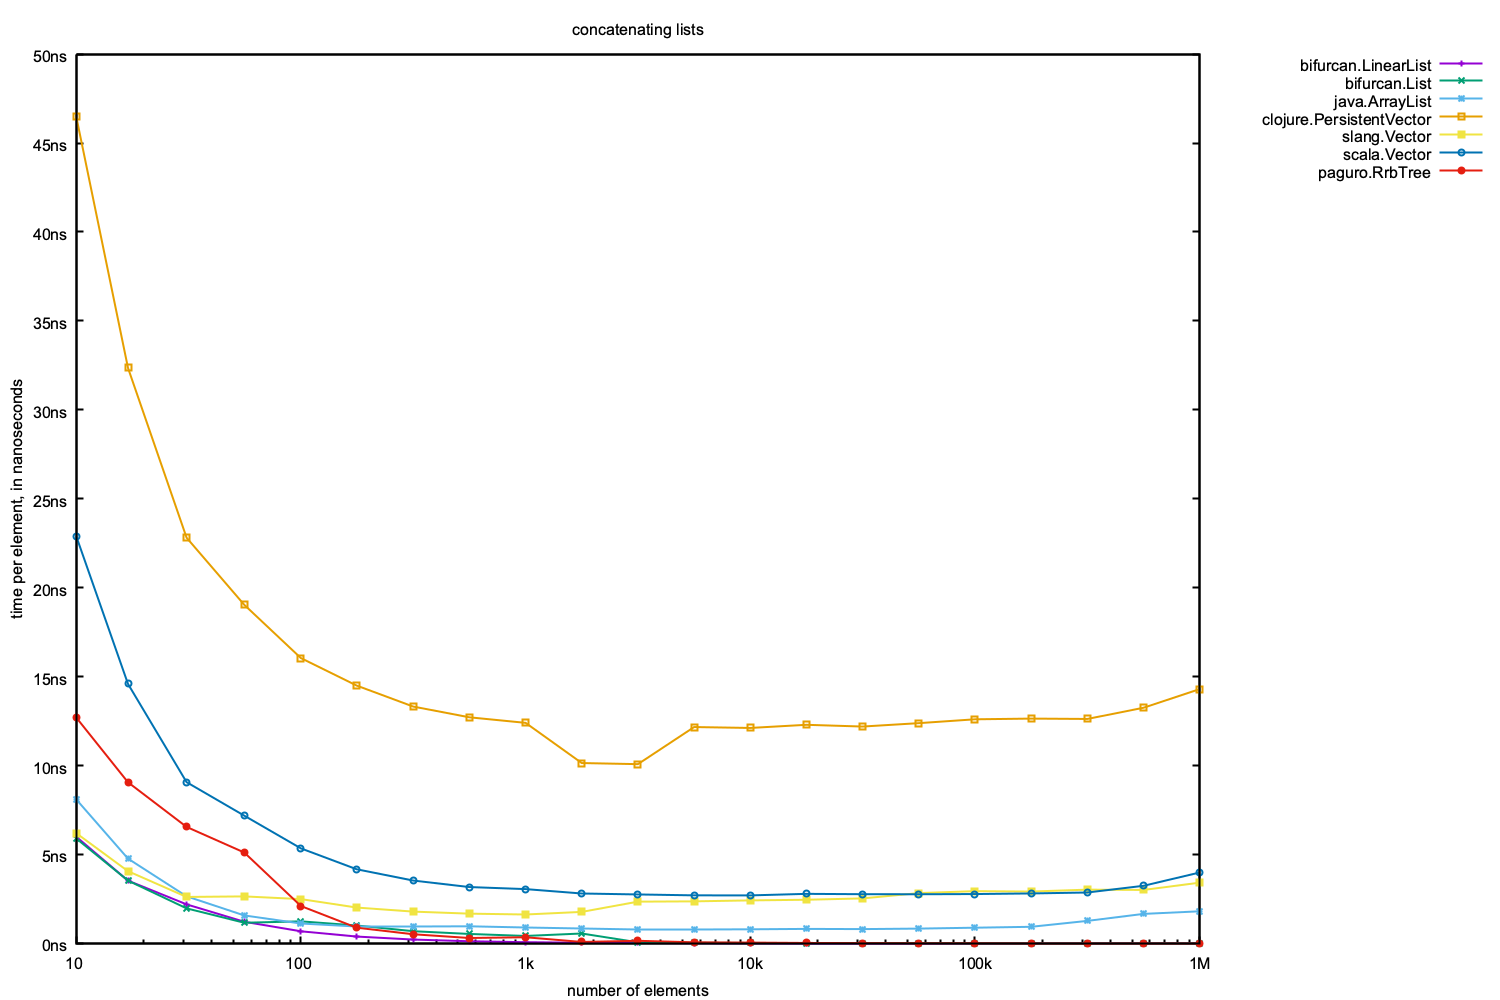 concatenating lists
50ns
45ns
40ns
35ns
30ns
25ns
20ns
15ns
10ns
5ns
0ns
time per element, in nanoseconds
10
100
1k
10k
100k
1M
number of elements
bifurcan.LinearList
bifurcan.List
java.ArrayList
clojure.PersistentVector
slang.Vector
scala.Vector
paguro.RrbTree